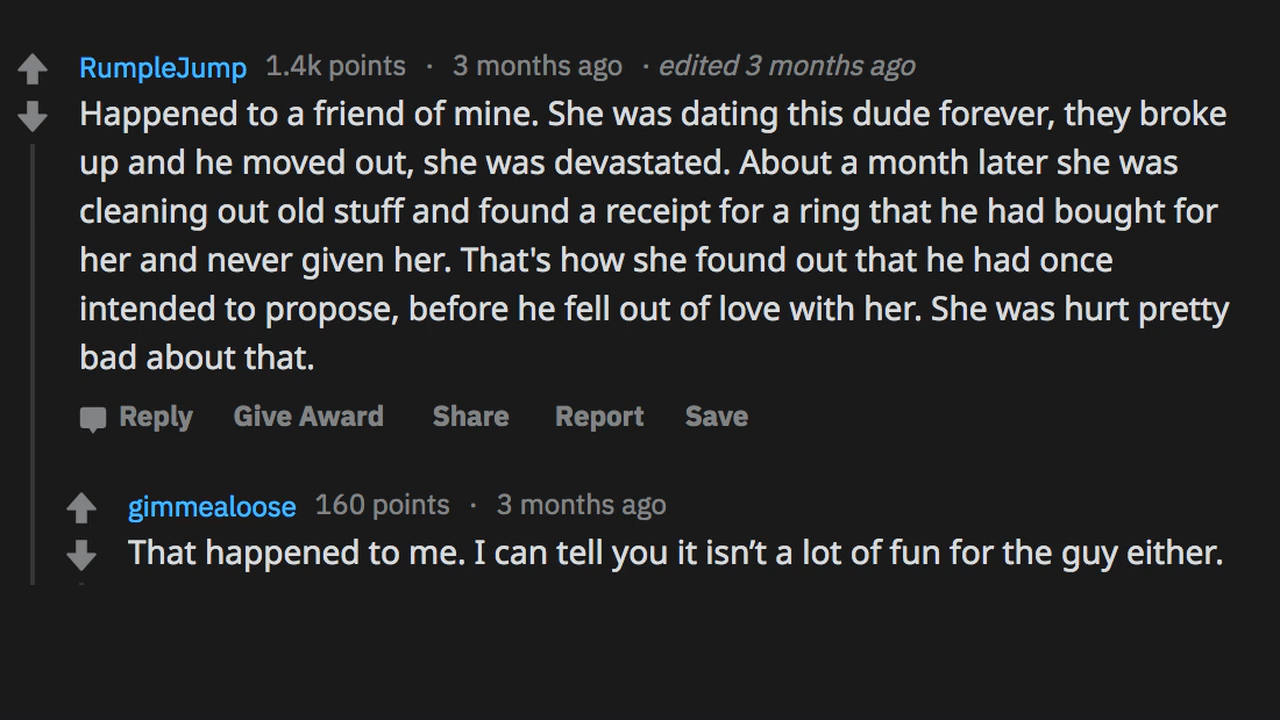 RumpleJump 1.4k points · 3 months ago · edited 3 months ago
Happened to a friend of mine. She was dating this dude forever, they broke
up and he moved out, she was devastated. About a month later she was
cleaning out old stuff and found a receipt for a ring that he had bought for
her and never given her. That's how she found out that he had once
intended to propose, before he fell out of love with her. She was hurt pretty
bad about that.
Reply Give Award Share Report Save
gimmealoose 160 points · 3 months ago
That happened to me. I can tell you it isn’t a lot of fun for the guy either.